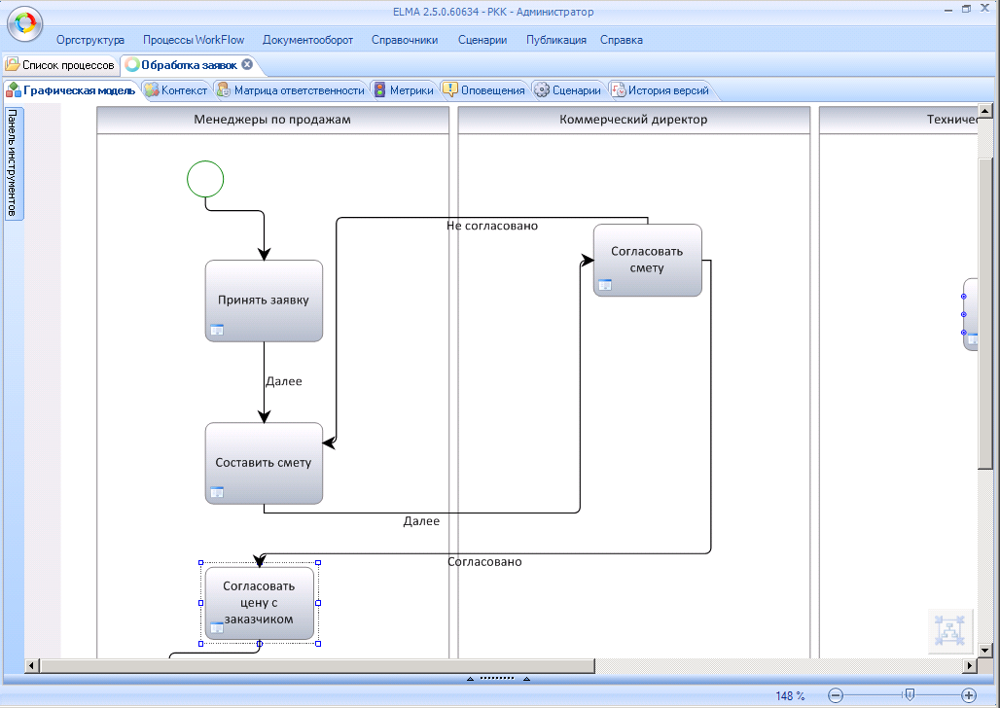 ELMA 2.5.0.60634 - РКК - Администратор
Оргструктура Процессы WorkFlow Документооборот Справочники Сценарии Публикация Справка
Список процессов Обработка заявок
Графическая модель Контекст Матрица ответственности Метрики Оповещения Сценарии История версий
Панель инструментов
Менеджеры по продажам Коммерческий директор Техничес
Не согласовано
Согласовать
смету
Принять заявку
Далее
Составить смету
Далее
Согласовано
Согласовать
цену с
заказчиком
148 %